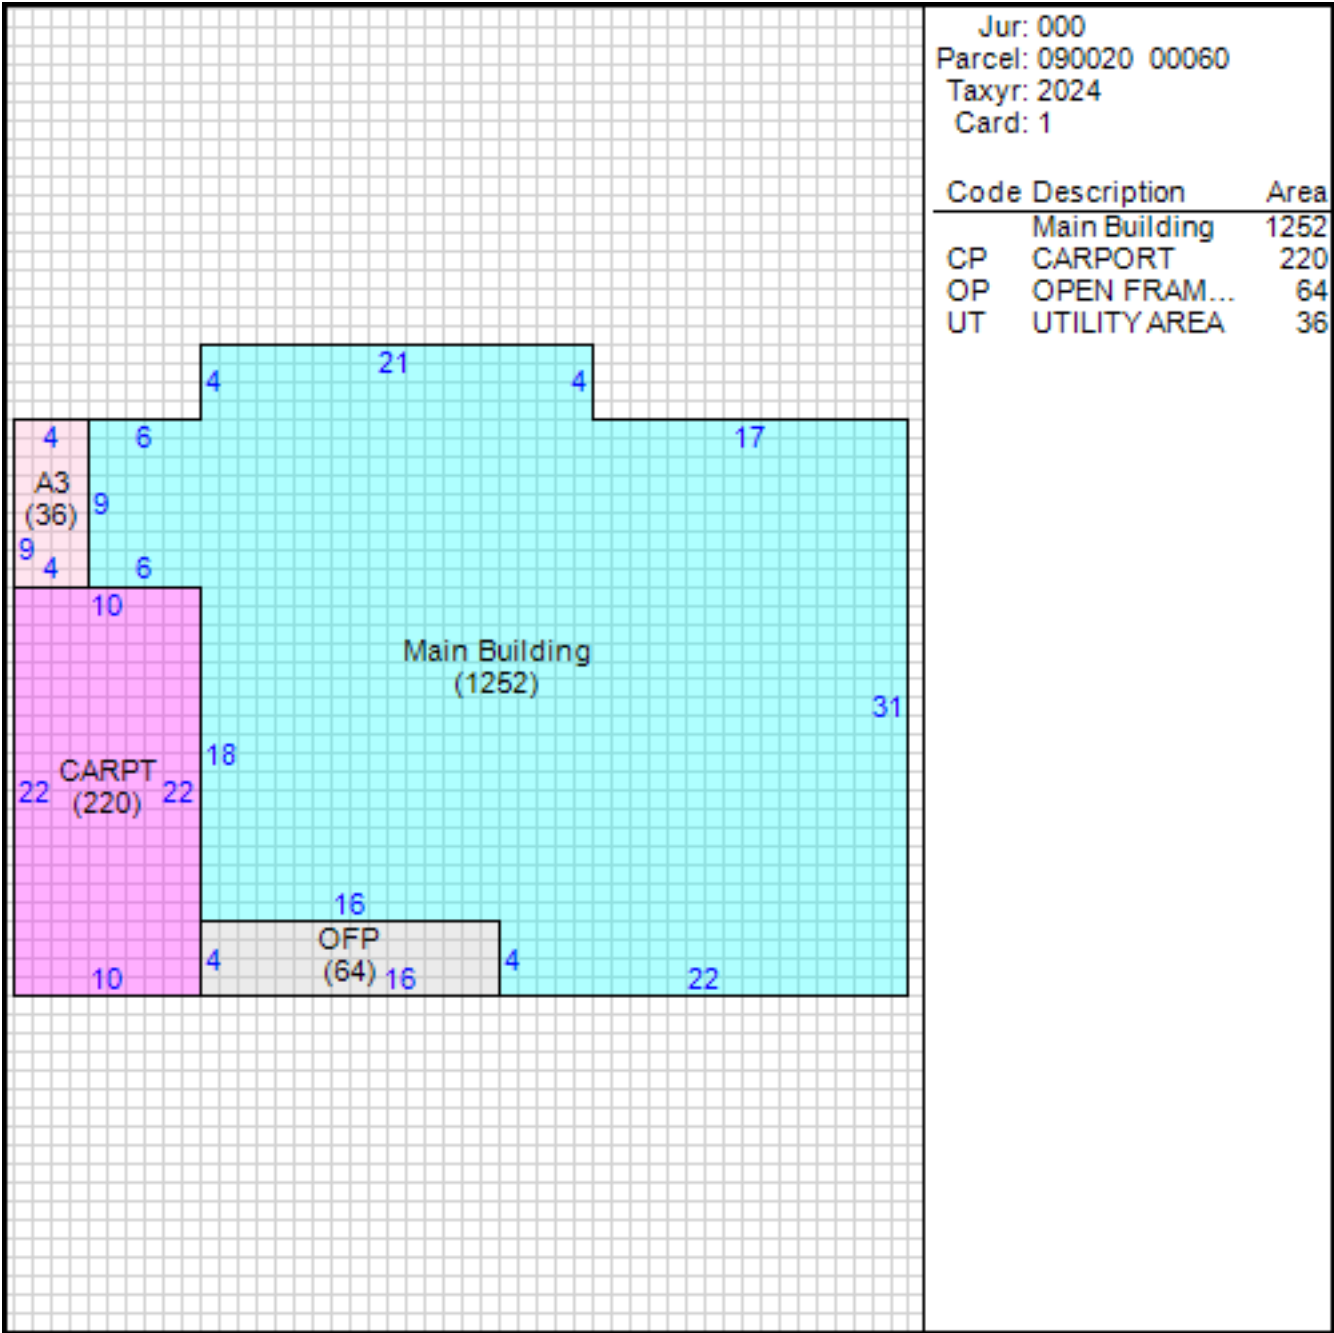 Jur: 000
Parcel: 090020 00060
Taxyr: 2024
Card: 1
Code Description Area
Main Building 1252
CP CARPORT 220
OP OPEN FRAM... 64
UT UTILITY AREA 36
21
4 4
4 6 17
A3
(36)
9
9
4 6
10
Main Building
(1252)
31
18
CARPT
22 (220) 22
16
OFP
4 (64) 16 4
10 22